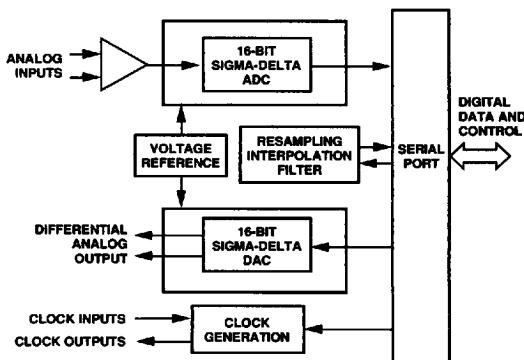 ANALOG
INPUTS
16-BIT
SIGMA-DELTA
ADC
VOLTAGE
REFERENCE
RESAMPLING
INTERPOLATION
FILTER
SERIAL
PORT
DIGITAL
DATA AND
CONTROL
DIFFERENTIAL
ANALOG
OUTPUT
16-BIT
SIGMA-DELTA
DAC
CLOCK INPUTS
CLOCK OUTPUTS
CLOCK
GENERATION